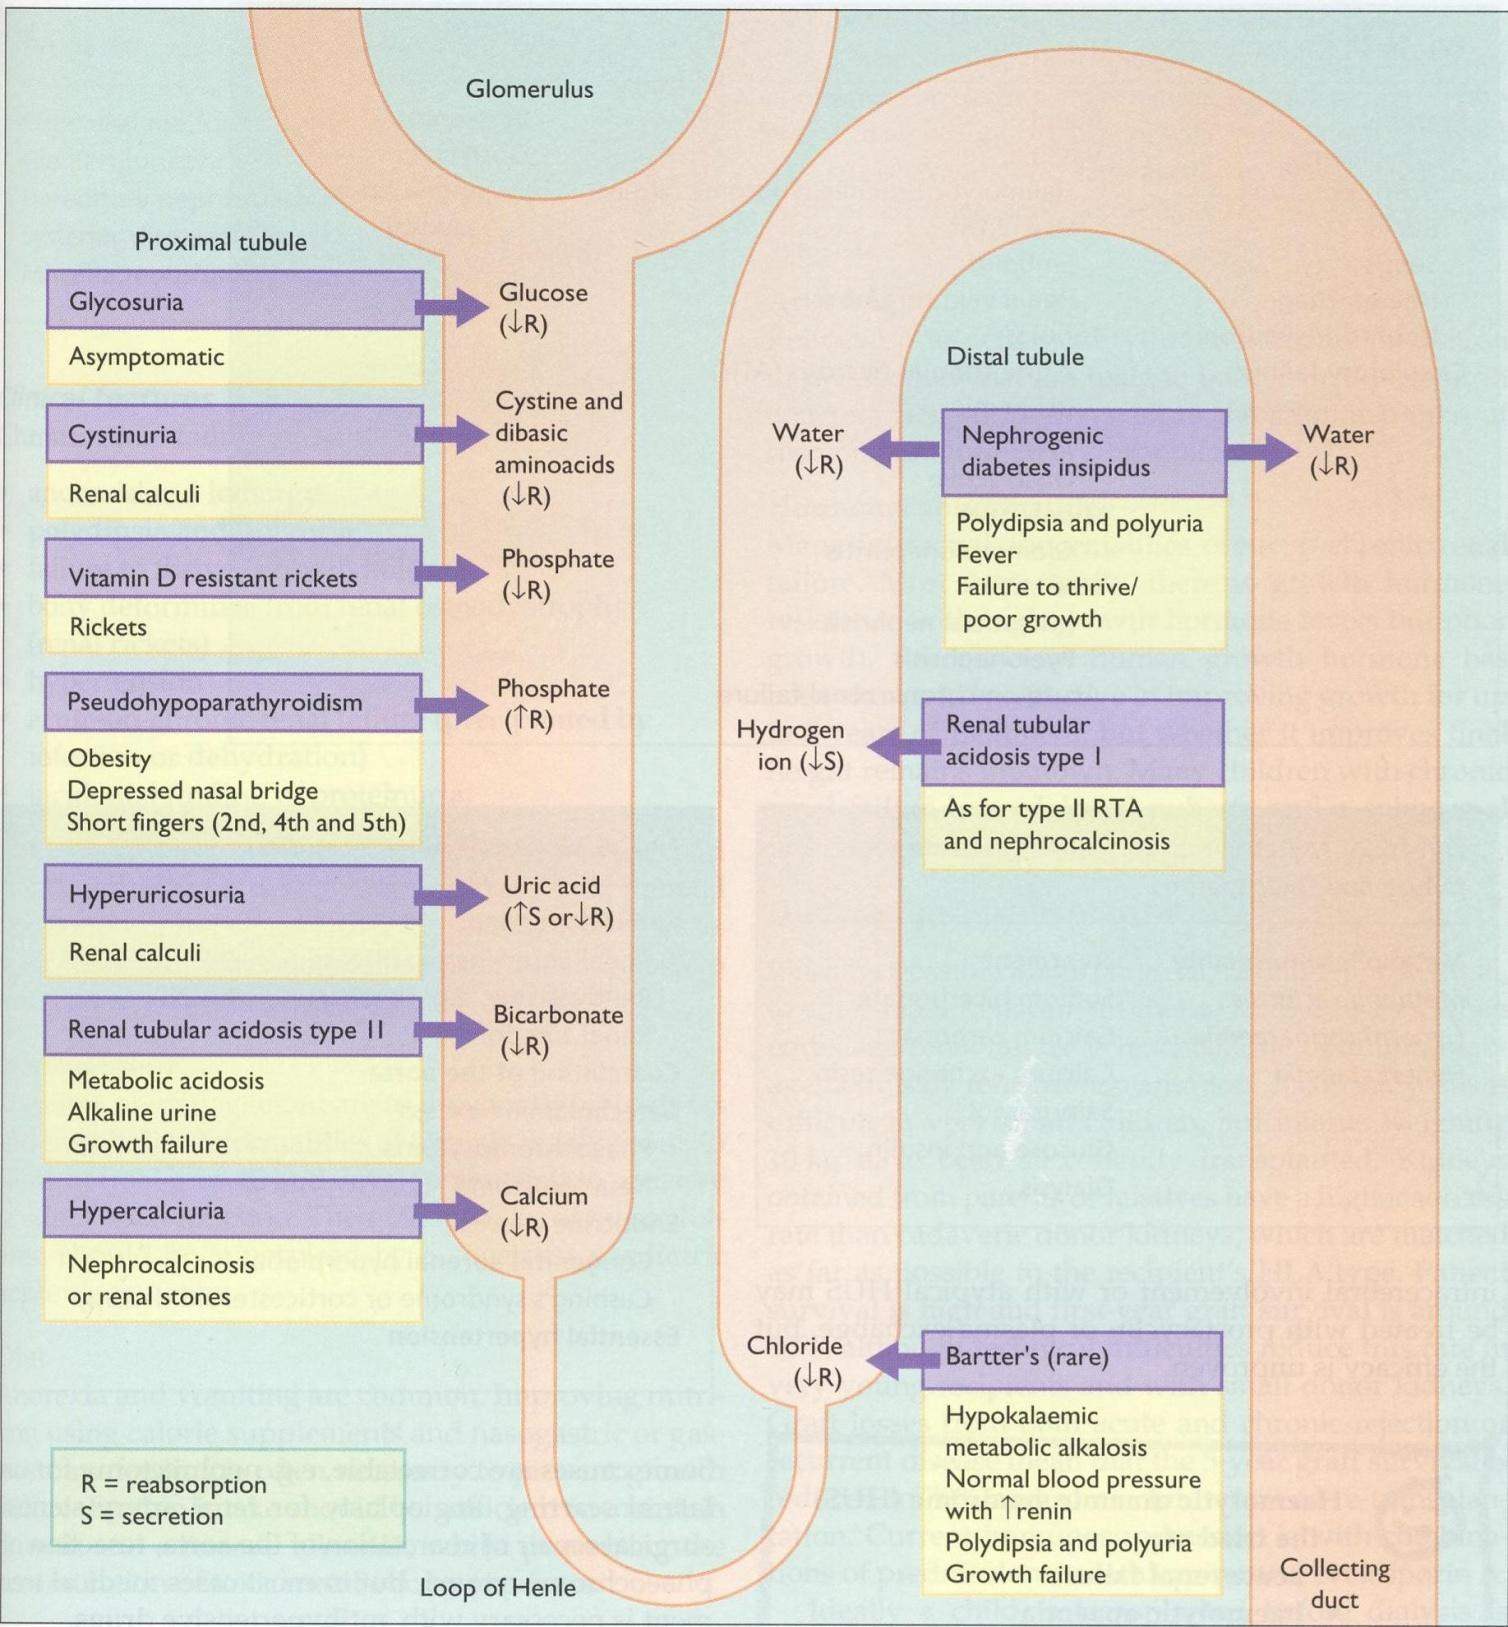 Glomerulus
Proximal tubule
Glycosuria
Asymptomatic
Glucose
(↓R)
Cystinuria
Renal calculi
Cystine and
dibasic
aminoacids
(↓R)
Vitamin D resistant rickets
Rickets
Phosphate
(↓R)
Pseudohypoparathyroidism
Obesity
Depressed nasal bridge
Short fingers (2nd, 4th and 5th)
Phosphate
(↑R)
Hyperuricosuria
Renal calculi
Uric acid
(↑S or↓R)
Renal tubular acidosis type II
Metabolic acidosis
Alkaline urine
Growth failure
Bicarbonate
(↓R)
Hypercalciuria
Nephrocalcinosis
or renal stones
Calcium
(↓R)
R = reabsorption
S = secretion
Loop of Henle
Distal tubule
Water
(↓R)
Nephrogenic
diabetes insipidus
Polydipsia and polyuria
Fever
Failure to thrive/
poor growth
Water
(↓R)
Hydrogen
ion (↓S)
Renal tubular
acidosis type I
As for type II RTA
and nephrocalcinosis
Chloride
(↓R)
Bartter's (rare)
Hypokalaemic
metabolic alkalosis
Normal blood pressure
with ↑renin
Polydipsia and polyuria
Growth failure
Collecting
duct